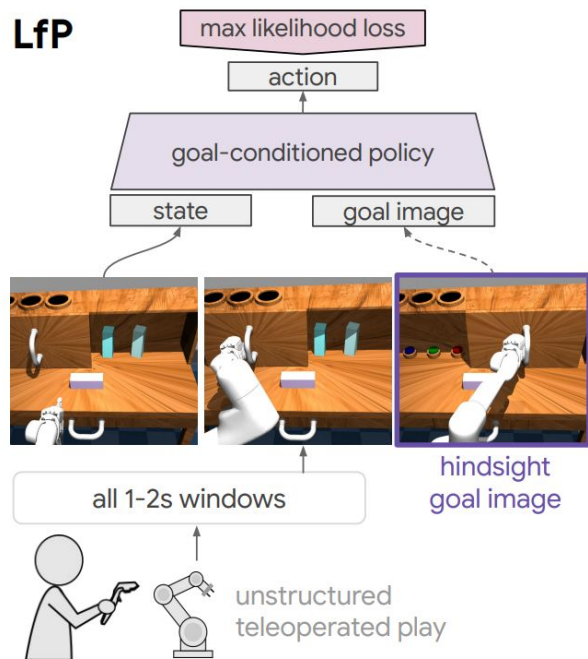 LfP
max likelihood loss
action
goal-conditioned policy
state
goal image
hindsight
goal image
all 1-2s windows
unstructured
teleoperated play